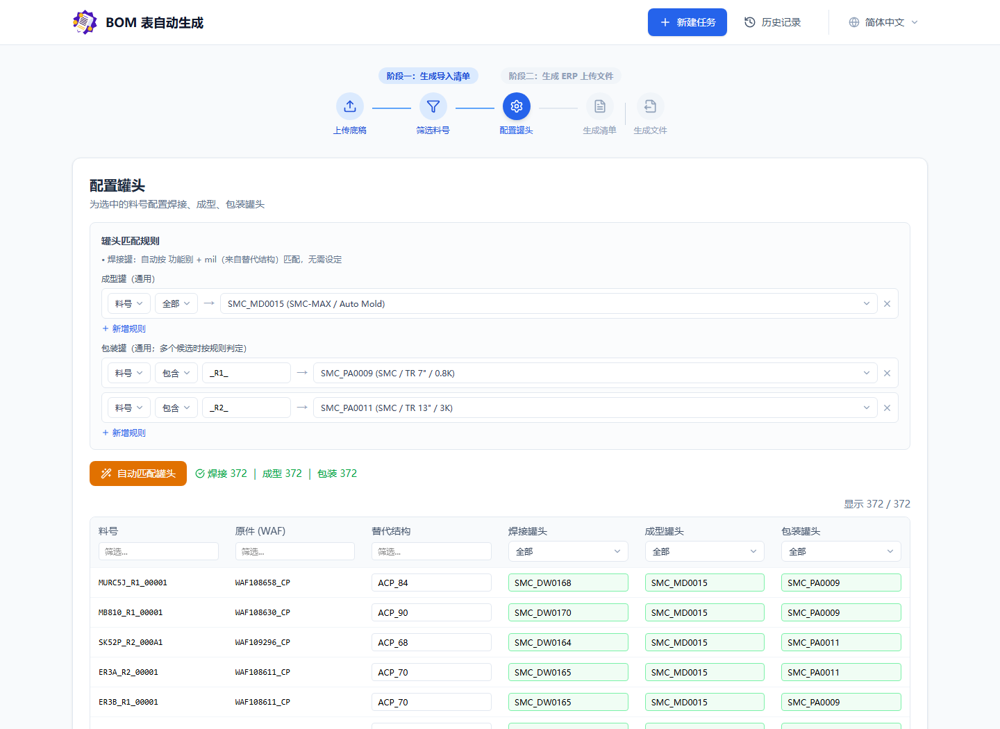 BOM 表自动生成
新建任务
历史记录
简体中文
阶段一：生成导入清单
阶段二：生成 ERP 上传文件
上传底稿
筛选料号
配置罐头
生成清单
生成文件
配置罐头
为选中的料号配置焊接、成型、包装罐头
罐头匹配规则
• 焊接罐：自动按 功能别 + mil（来自替代结构）匹配，无需设定
成型罐（通用）
料号 全部 → SMC_MD0015 (SMC-MAX / Auto Mold) ×
+ 新增规则
包装罐（通用；多个候选时按规则判定）
料号 包含 _R1_ → SMC_PA0009 (SMC / TR 7" / 0.8K) ×
料号 包含 _R2_ → SMC_PA0011 (SMC / TR 13" / 3K) ×
+ 新增规则
自动匹配罐头 焊接 372 | 成型 372 | 包装 372
显示 372 / 372
料号 原件 (WAF) 替代结构 焊接罐头 成型罐头 包装罐头
筛选... 筛选... 筛选... 全部 全部 全部
MURC5J_R1_00001 WAF108658_CP ACP_84 SMC_DW0168 SMC_MD0015 SMC_PA0009
MB810_R1_00001 WAF108630_CP ACP_90 SMC_DW0170 SMC_MD0015 SMC_PA0009
SK52P_R2_000A1 WAF109296_CP ACP_68 SMC_DW0164 SMC_MD0015 SMC_PA0011
ER3A_R2_00001 WAF108611_CP ACP_70 SMC_DW0165 SMC_MD0015 SMC_PA0011
ER3B_R1_00001 WAF108611_CP ACP_70 SMC_DW0165 SMC_MD0015 SMC_PA0009